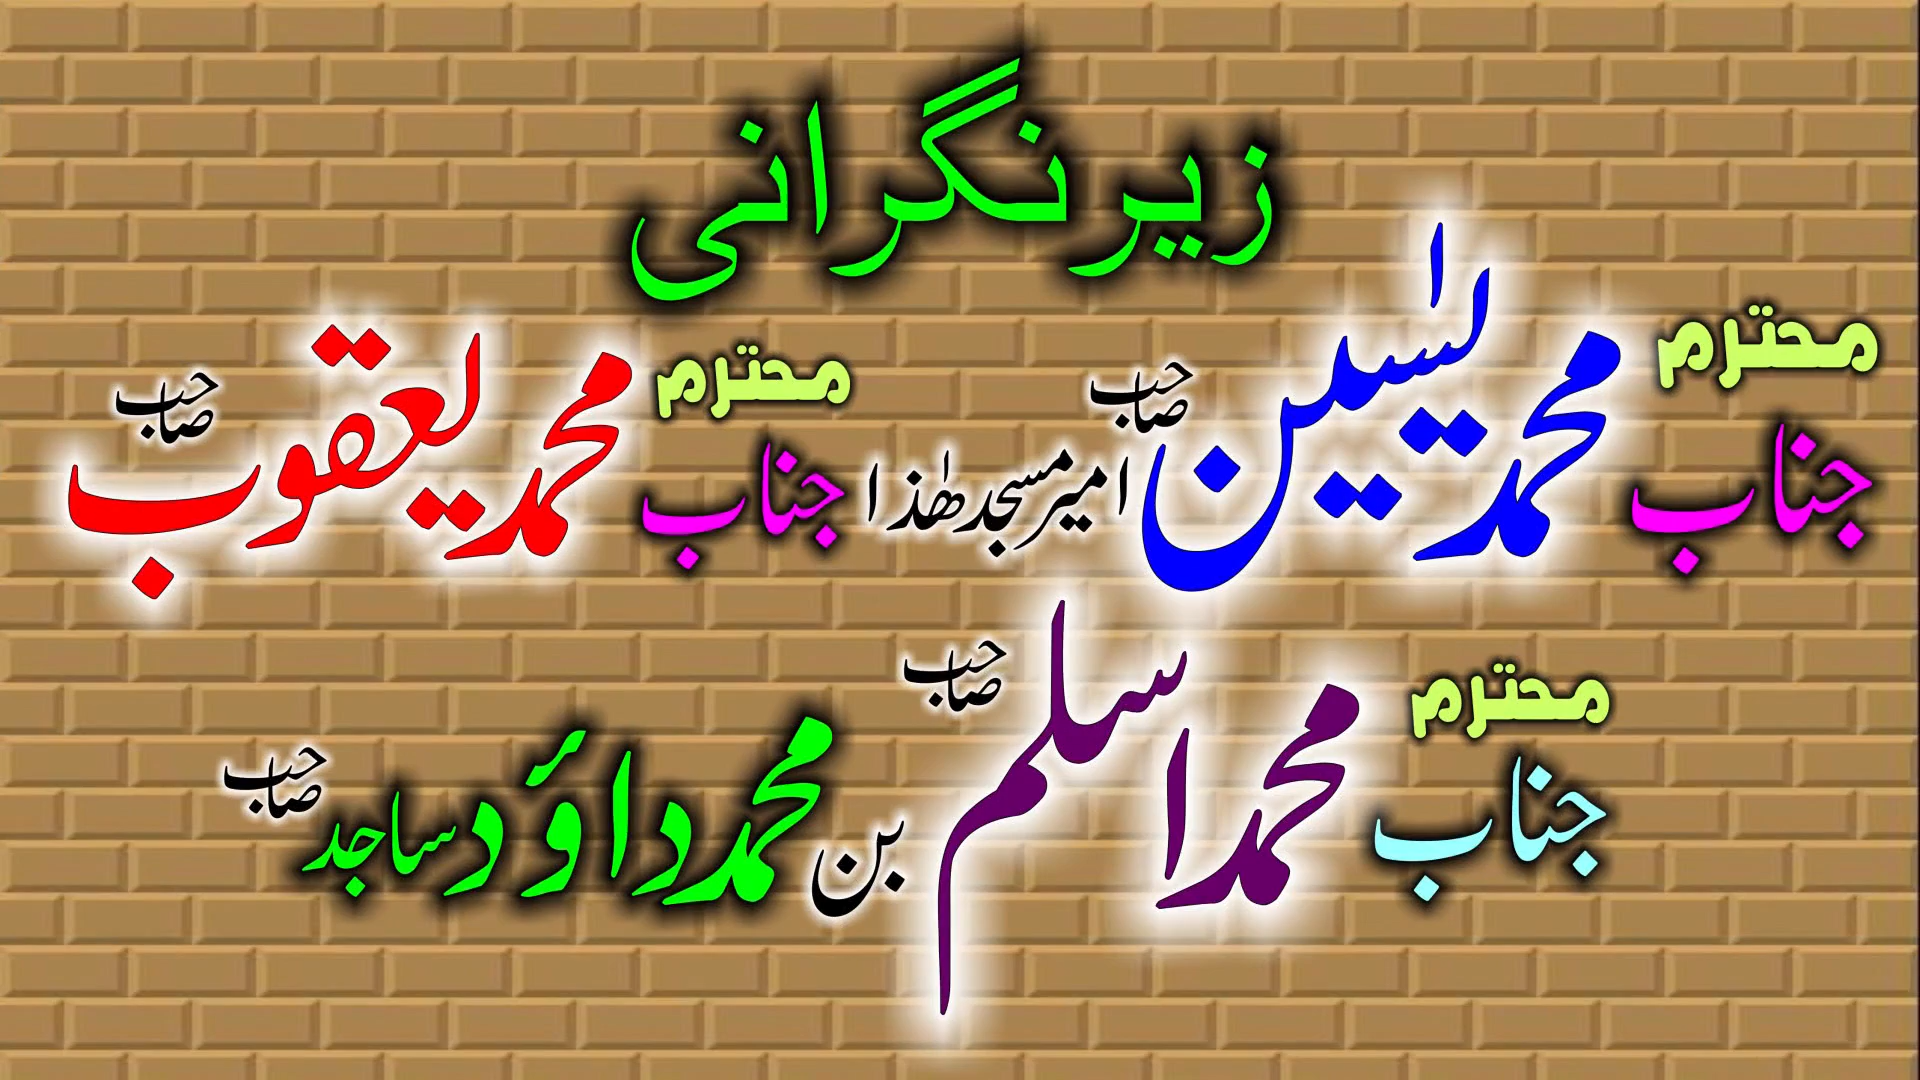 زیر نگرانی
محترم جناب محمد یٰسین صاحب امیر مسجد ھٰذا محترم جناب محمد یعقوب صاحب
محترم جناب محمد اسلم صاحب بن محمد داؤد ساجد صاحب